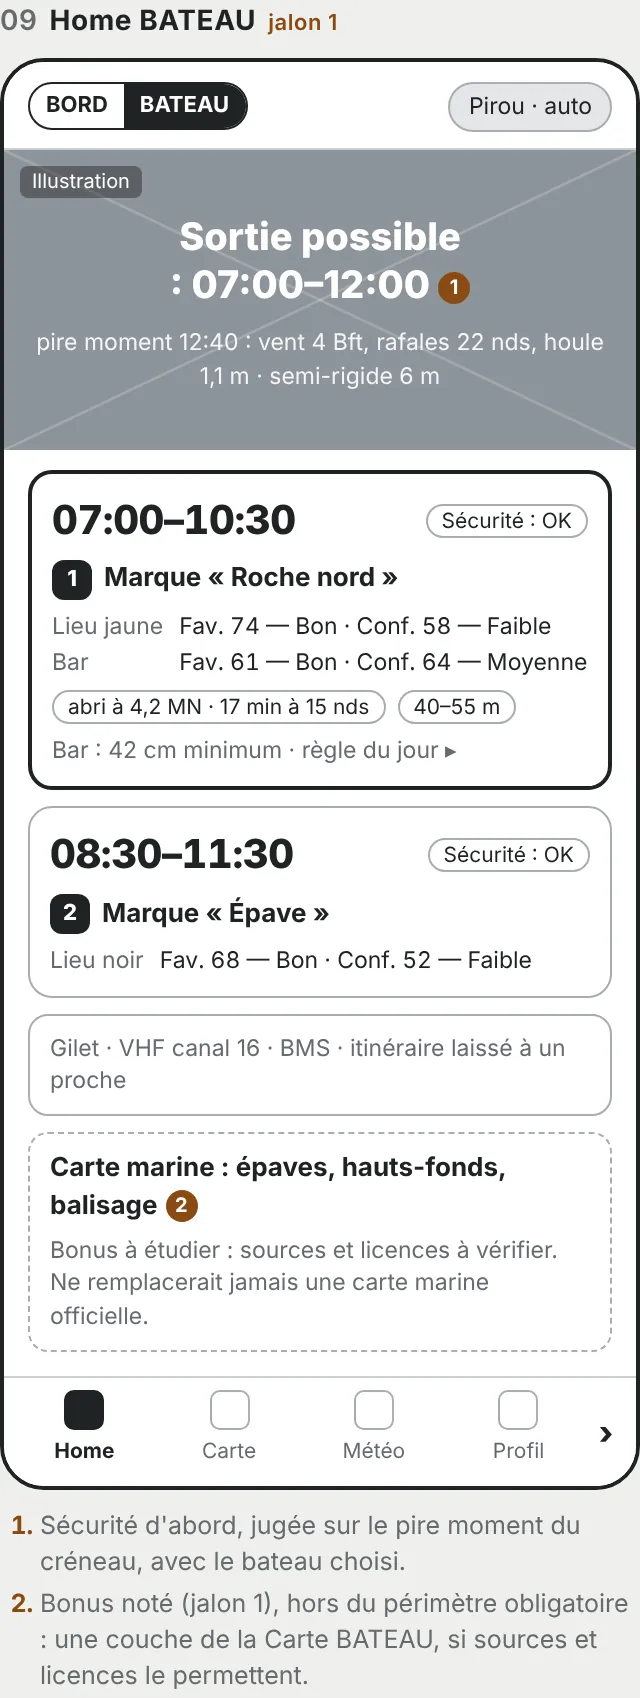 09 Home BATEAU jalon 1
BORD BATEAU Pirou · auto
Illustration
Sortie possible
: 07:00–12:00 1
pire moment 12:40 : vent 4 Bft, rafales 22 nds, houle
1,1 m · semi-rigide 6 m
07:00–10:30 Sécurité : OK
1 Marque « Roche nord »
Lieu jaune Fav. 74 — Bon · Conf. 58 — Faible
Bar Fav. 61 — Bon · Conf. 64 — Moyenne
abri à 4,2 MN · 17 min à 15 nds 40–55 m
Bar : 42 cm minimum · règle du jour ▸
08:30–11:30 Sécurité : OK
2 Marque « Épave »
Lieu noir Fav. 68 — Bon · Conf. 52 — Faible
Gilet · VHF canal 16 · BMS · itinéraire laissé à un
proche
Carte marine : épaves, hauts-fonds,
balisage 2
Bonus à étudier : sources et licences à vérifier.
Ne remplacerait jamais une carte marine
officielle.
Home Carte Météo Profil ›
1. Sécurité d'abord, jugée sur le pire moment du
créneau, avec le bateau choisi.
2. Bonus noté (jalon 1), hors du périmètre obligatoire
: une couche de la Carte BATEAU, si sources et
licences le permettent.